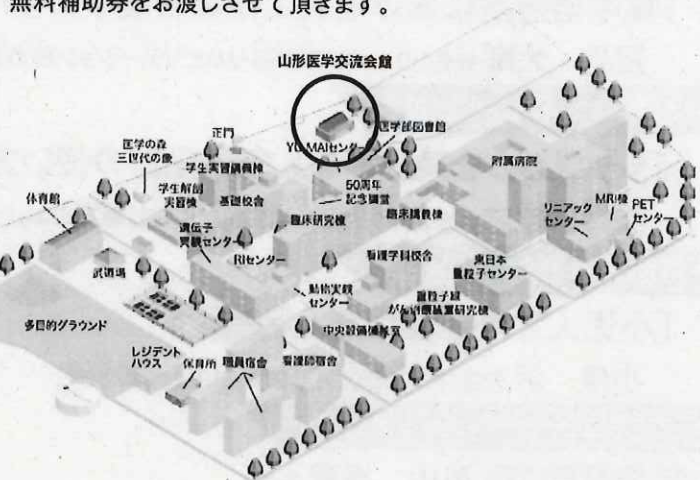 無料補助券をお渡しさせて頂きます。
山形医学交流会館
正門
医学部図書館
YU-MAIセンター
医学の森
三世代の像
学生実習講義棟
附属病院
体育館
学生解剖
実習棟
基礎校舎
50周年
記念講堂
リニアック
センター
MRI棟
PET
センター
遺伝子
実験センター
臨床研究棟
臨床講義棟
RIセンター
看護学科校舎
東日本
重粒子センター
武道場
動物実験
センター
重粒子線
がん治療装置研究棟
多目的グラウンド
中央設備機械室
レジデント
ハウス
保育所
職員宿舎
看護師宿舎